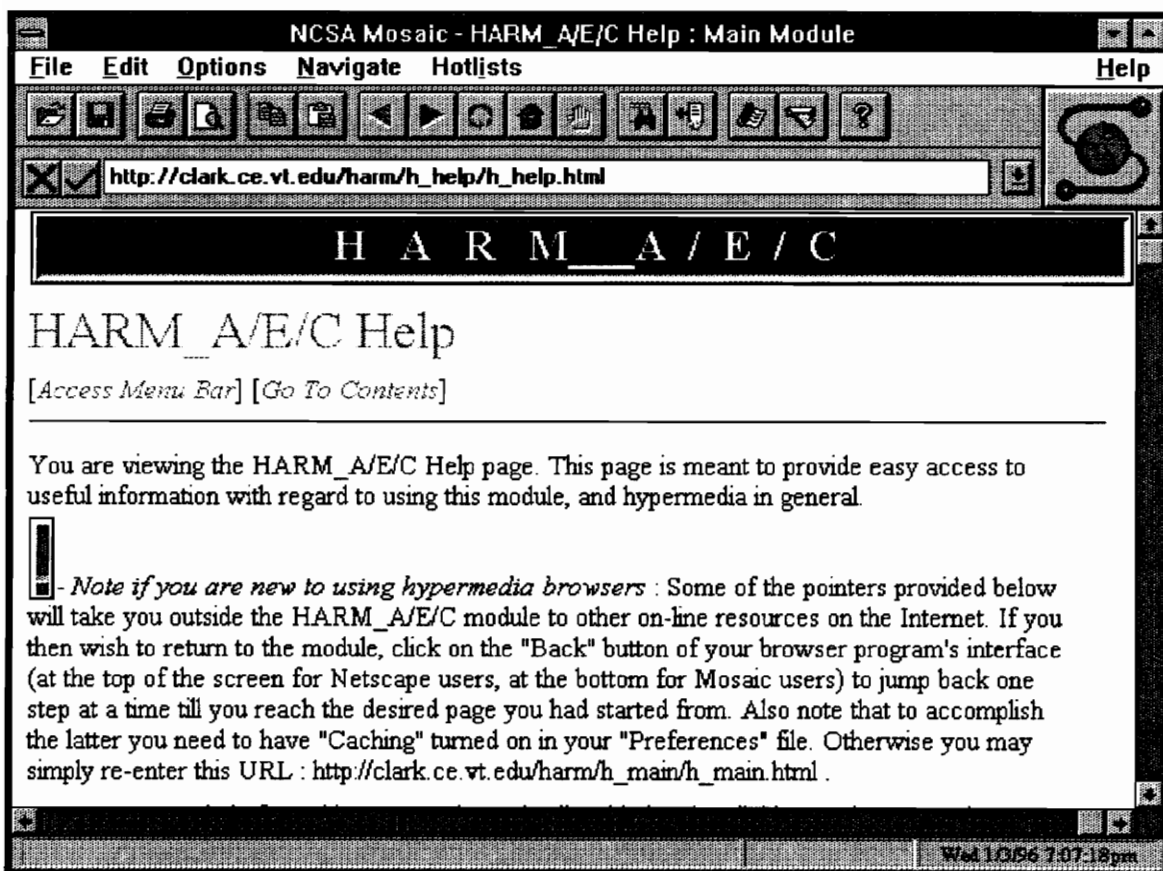 NCSA Mosaic - HARM_A/E/C Help : Main Module
File Edit Options Navigate Hotlists Help
http://clark.ce.vt.edu/harm/h_help/h_help.html
H A R M__A / E / C
HARM_A/E/C Help
[Access Menu Bar] [Go To Contents]
You are viewing the HARM_A/E/C Help page. This page is meant to provide easy access to
useful information with regard to using this module, and hypermedia in general.
- Note if you are new to using hypermedia browsers : Some of the pointers provided below
will take you outside the HARM_A/E/C module to other on-line resources on the Internet. If you
then wish to return to the module, click on the "Back" button of your browser program's interface
(at the top of the screen for Netscape users, at the bottom for Mosaic users) to jump back one
step at a time till you reach the desired page you had started from. Also note that to accomplish
the latter you need to have "Caching" turned on in your "Preferences" file. Otherwise you may
simply re-enter this URL : http://clark.ce.vt.edu/harm/h_main/h_main.html .
Wed 1/3/96 7:07:18pm